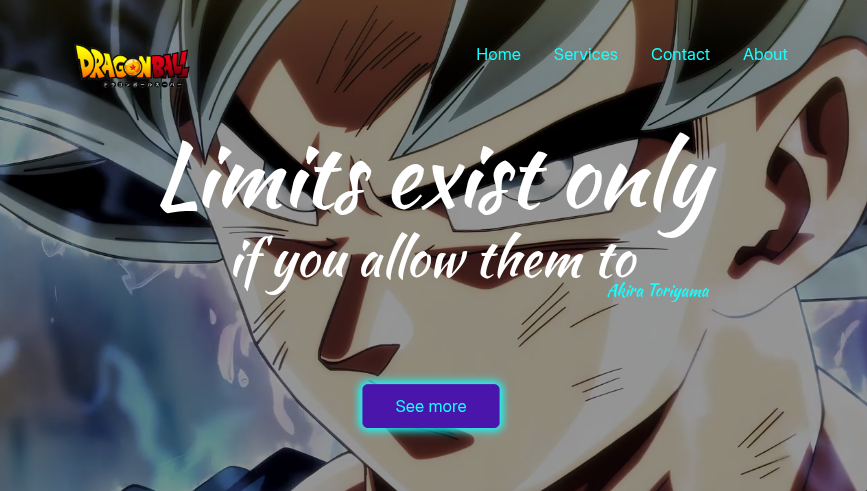 DRAGON BALL
ドラゴンボールスーパー
Home Services Contact About
Limits exist only
if you allow them to
Akira Toriyama
See more